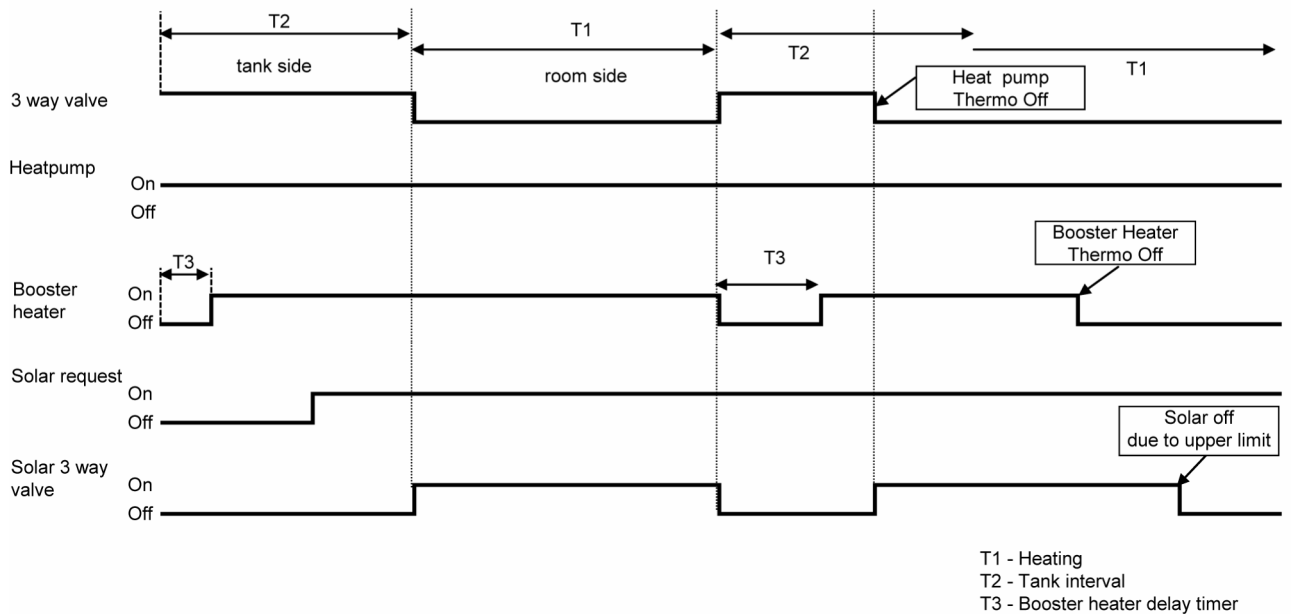 T2
T1
T2
T1
tank side
room side
Heat pump
Thermo Off
3 way valve
Heatpump
On
Off
Booster Heater
Thermo Off
T3
T3
Booster
heater
On
Off
Solar request
On
Off
Solar off
due to upper limit
Solar 3 way
valve
On
Off
T1 - Heating
T2 - Tank interval
T3 - Booster heater delay timer